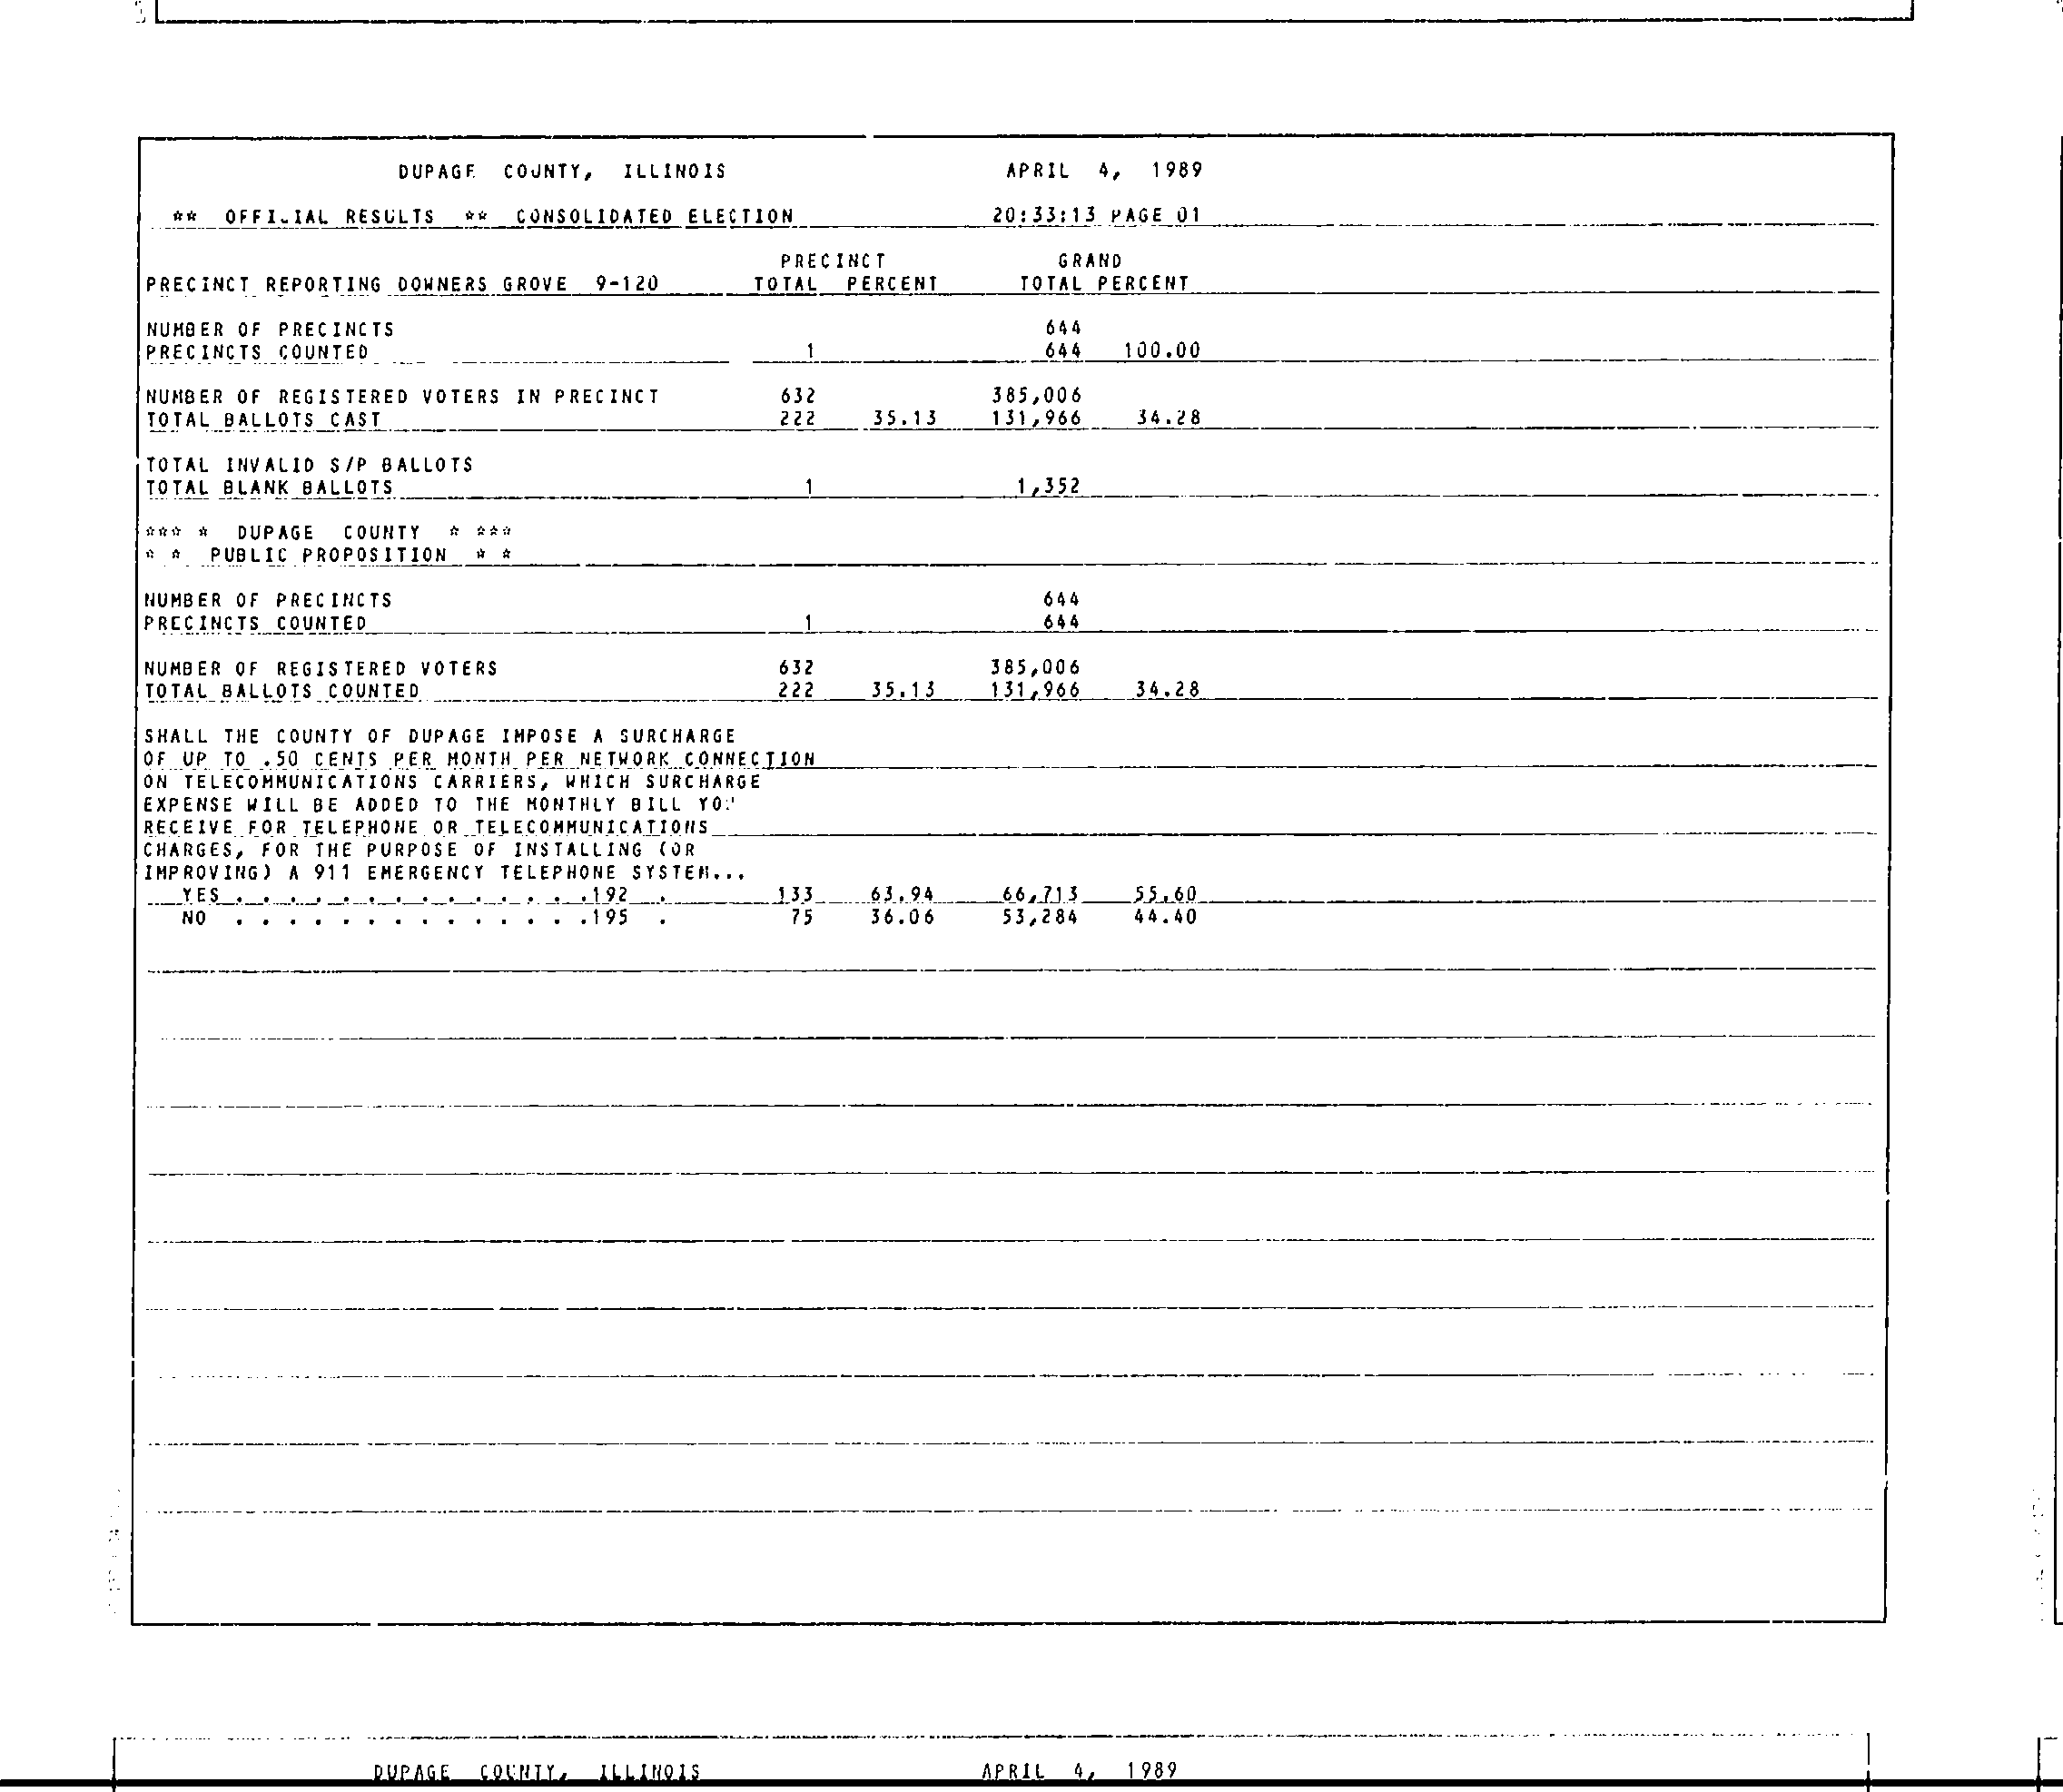 DUPAGE COUNTY, ILLINOIS APRIL 4, 1989
** OFFICIAL RESULTS ** CONSOLIDATED ELECTION 20:33:13 PAGE 01
PRECINCT GRAND
PRECINCT REPORTING DOWNERS GROVE 9-120 TOTAL PERCENT TOTAL PERCENT
NUMBER OF PRECINCTS 644
PRECINCTS COUNTED 1 644 100.00
NUMBER OF REGISTERED VOTERS IN PRECINCT 632 385,006
TOTAL BALLOTS CAST 222 35.13 131,966 34.28
TOTAL INVALID S/P BALLOTS
TOTAL BLANK BALLOTS 1 1,352
*** * DUPAGE COUNTY * ***
* * PUBLIC PROPOSITION * *
NUMBER OF PRECINCTS 644
PRECINCTS COUNTED 1 644
NUMBER OF REGISTERED VOTERS 632 385,006
TOTAL BALLOTS COUNTED 222 35.13 131,966 34.28
SHALL THE COUNTY OF DUPAGE IMPOSE A SURCHARGE
OF UP TO .50 CENTS PER MONTH PER NETWORK CONNECTION
ON TELECOMMUNICATIONS CARRIERS, WHICH SURCHARGE
EXPENSE WILL BE ADDED TO THE MONTHLY BILL YOU
RECEIVE FOR TELEPHONE OR TELECOMMUNICATIONS
CHARGES, FOR THE PURPOSE OF INSTALLING (OR
IMPROVING) A 911 EMERGENCY TELEPHONE SYSTEM...
YES . . . . . . . . . . . . . .192 . 133 63.94 66,713 55.60
NO . . . . . . . . . . . . . .195 . 75 36.06 53,284 44.40
DUPAGE COUNTY, ILLINOIS APRIL 4, 1989